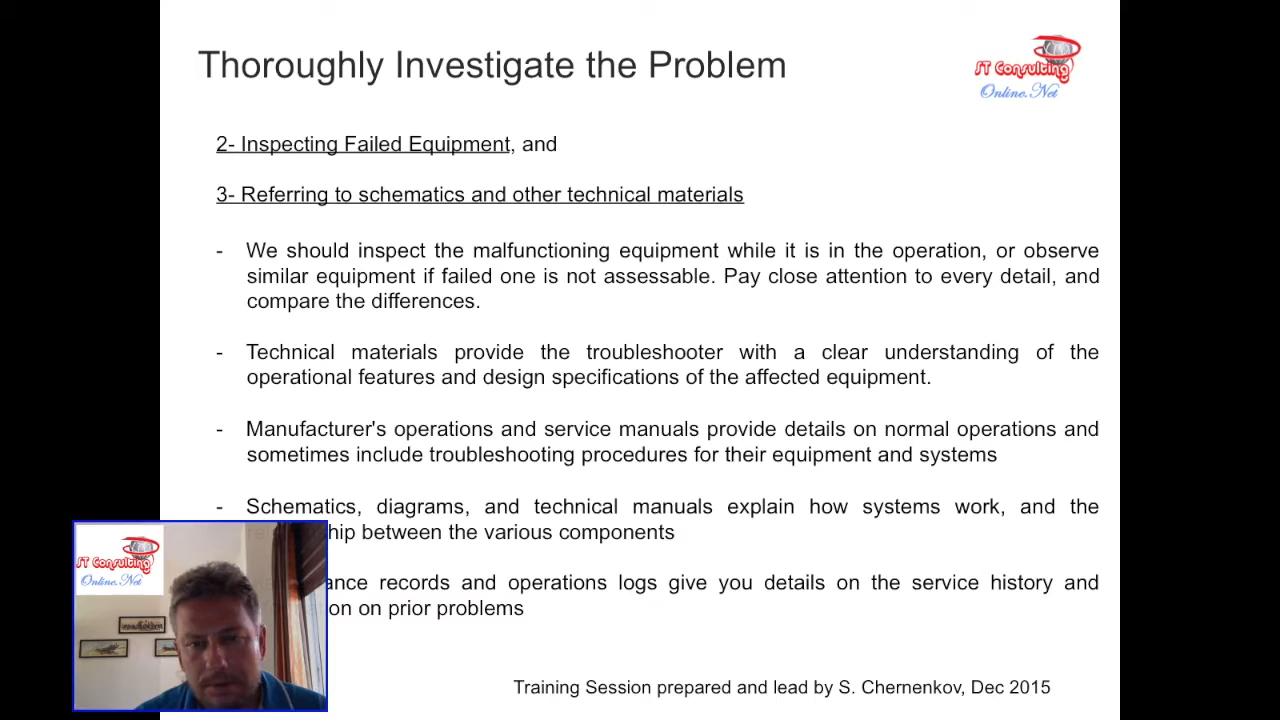 Thoroughly Investigate the Problem
ST Consulting
Online.Net
2- Inspecting Failed Equipment, and
3- Referring to schematics and other technical materials
- We should inspect the malfunctioning equipment while it is in the operation, or observe
similar equipment if failed one is not assessable. Pay close attention to every detail, and
compare the differences.
- Technical materials provide the troubleshooter with a clear understanding of the
operational features and design specifications of the affected equipment.
- Manufacturer's operations and service manuals provide details on normal operations and
sometimes include troubleshooting procedures for their equipment and systems
- Schematics, diagrams, and technical manuals explain how systems work, and the
between the various components
records and operations logs give you details on the service history and
on prior problems
ST Consulting
Online.Net
Training Session prepared and lead by S. Chernenkov, Dec 2015